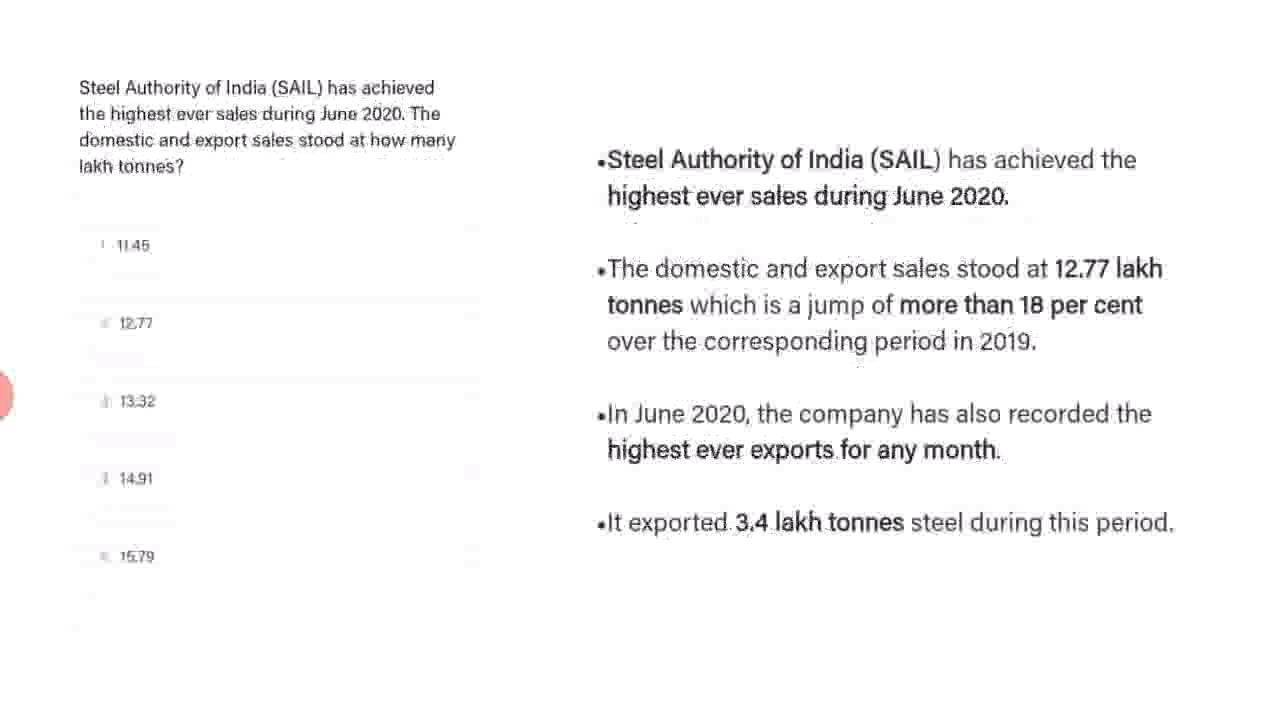 Steel Authority of India (SAIL) has achieved
the highest ever sales during June 2020. The
domestic and export sales stood at how many
lakh tonnes?
11.45
12.77
13.32
14.91
15.79
•Steel Authority of India (SAIL) has achieved the
highest ever sales during June 2020.
•The domestic and export sales stood at 12.77 lakh
tonnes which is a jump of more than 18 per cent
over the corresponding period in 2019.
•In June 2020, the company has also recorded the
highest ever exports for any month.
•It exported 3.4 lakh tonnes steel during this period.